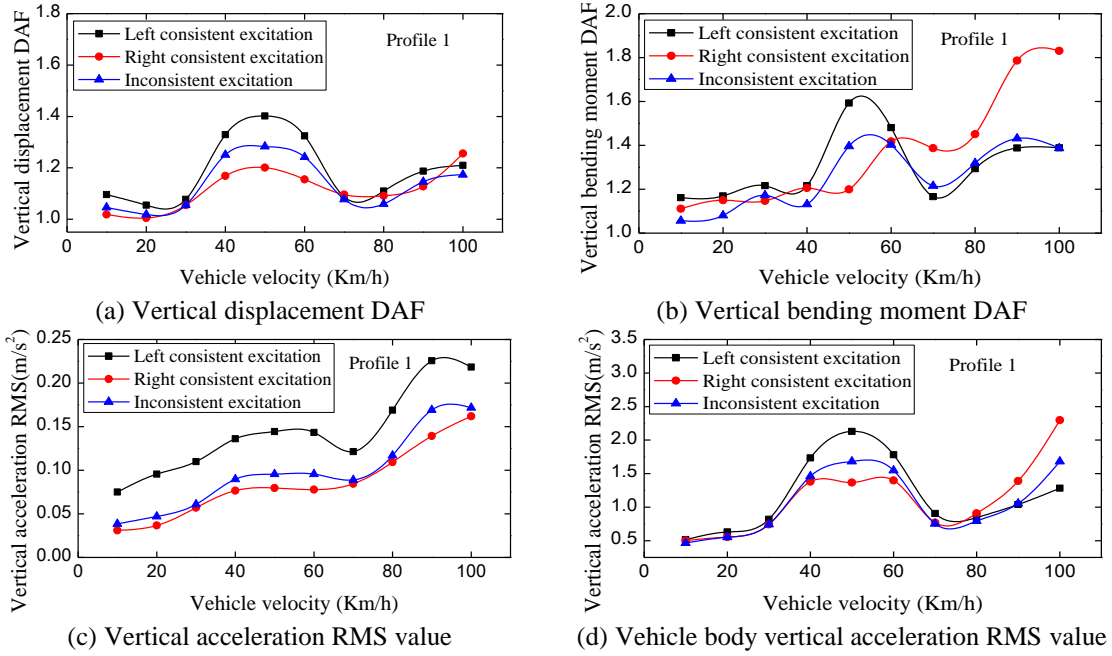 Vertical displacement DAF
1.8
1.6
1.4
1.2
1.0
Left consistent excitation
Right consistent excitation
Inconsistent excitation
Profile 1
0 20 40 60 80 100
Vehicle velocity (Km/h)
(a) Vertical displacement DAF
Vertical bending moment DAF
2.0
1.8
1.6
1.4
1.2
1.0
Left consistent excitation
Right consistent excitation
Inconsistent excitation
Profile 1
0 20 40 60 80 100
Vehicle velocity (Km/h)
(b) Vertical bending moment DAF
Vertical acceleration RMS(m/s²)
0.25
0.20
0.15
0.10
0.05
0.00
Left consistent excitation
Right consistent excitation
Inconsistent excitation
Profile 1
0 20 40 60 80 100
Vehicle velocity (Km/h)
(c) Vertical acceleration RMS value
Vertical acceleration RMS(m/s²)
3.5
3.0
2.5
2.0
1.5
1.0
0.5
Left consistent excitation
Right consistent excitation
Inconsistent excitation
Profile 1
0 20 40 60 80 100
Vehicle velocity (Km/h)
(d) Vehicle body vertical acceleration RMS value